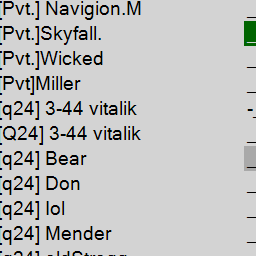 [Pvt.] Navigion.M
[Pvt.]Skyfall.
[Pvt.]Wicked
[Pvt]Miller
[q24] 3-44 vitalik
[Q24] 3-44 vitalik
[q24] Bear
[q24] Don
[q24] lol
[q24] Mender